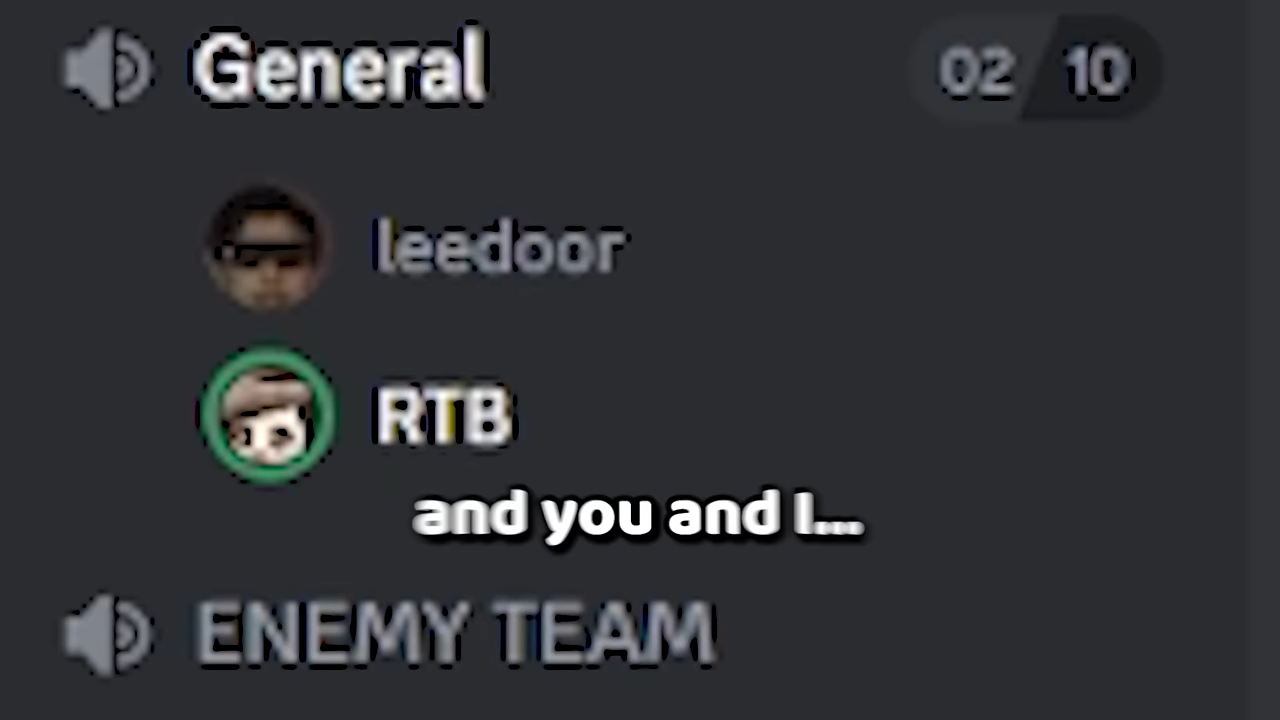 General 02 10
leedoor
RTB
and you and I...
ENEMY TEAM